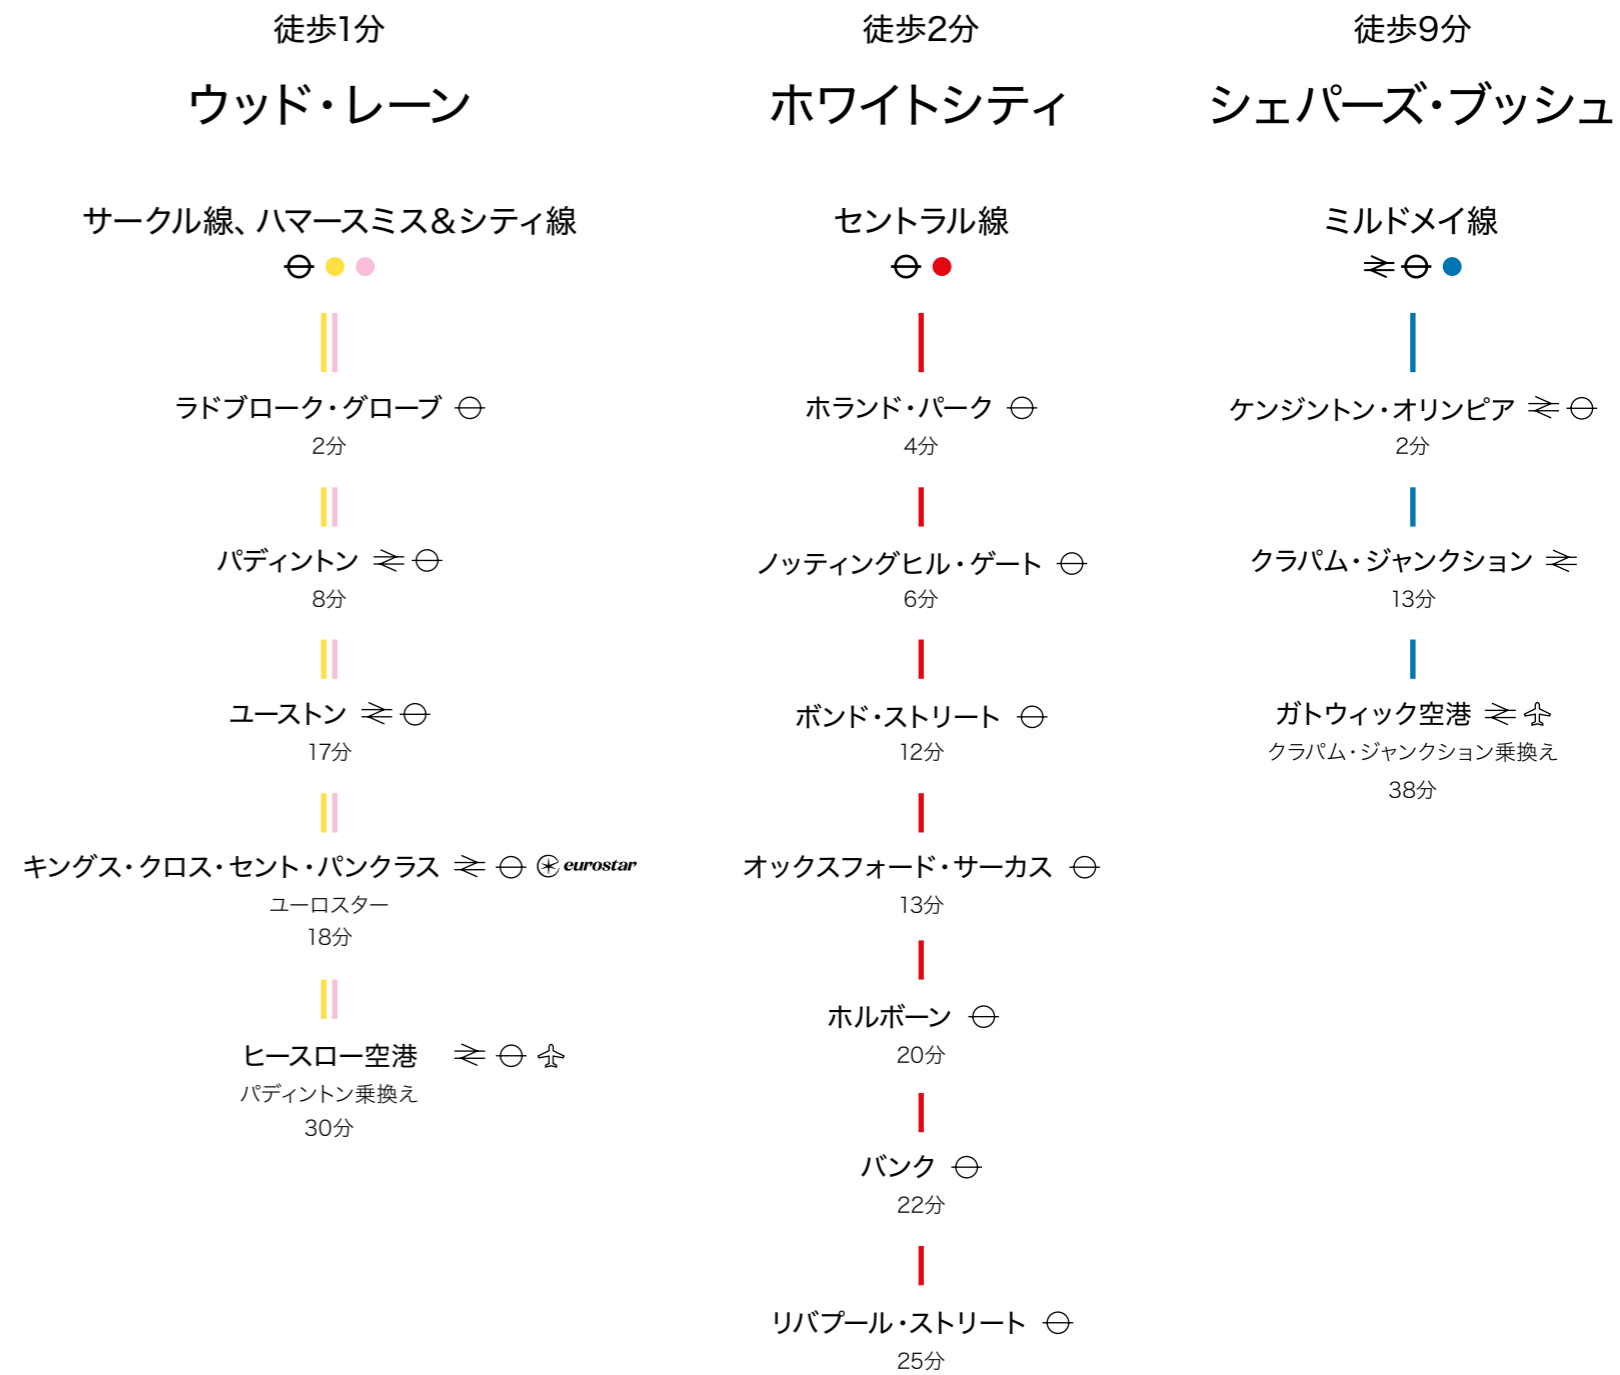 徒歩1分
ウッド・レーン
サークル線、ハマースミス&シティ線
ラドブローク・グローブ
2分
パディントン
8分
ユーストン
17分
キングス・クロス・セント・パンクラス eurostar
ユーロスター
18分
ヒースロー空港
パディントン乗換え
30分
徒歩2分
ホワイトシティ
セントラル線
ホランド・パーク
4分
ノッティングヒル・ゲート
6分
ボンド・ストリート
12分
オックスフォード・サーカス
13分
ホルボーン
20分
バンク
22分
リバプール・ストリート
25分
徒歩9分
シェパーズ・ブッシュ
ミルドメイ線
ケンジントン・オリンピア
2分
クラパム・ジャンクション
13分
ガトウィック空港
クラパム・ジャンクション乗換え
38分